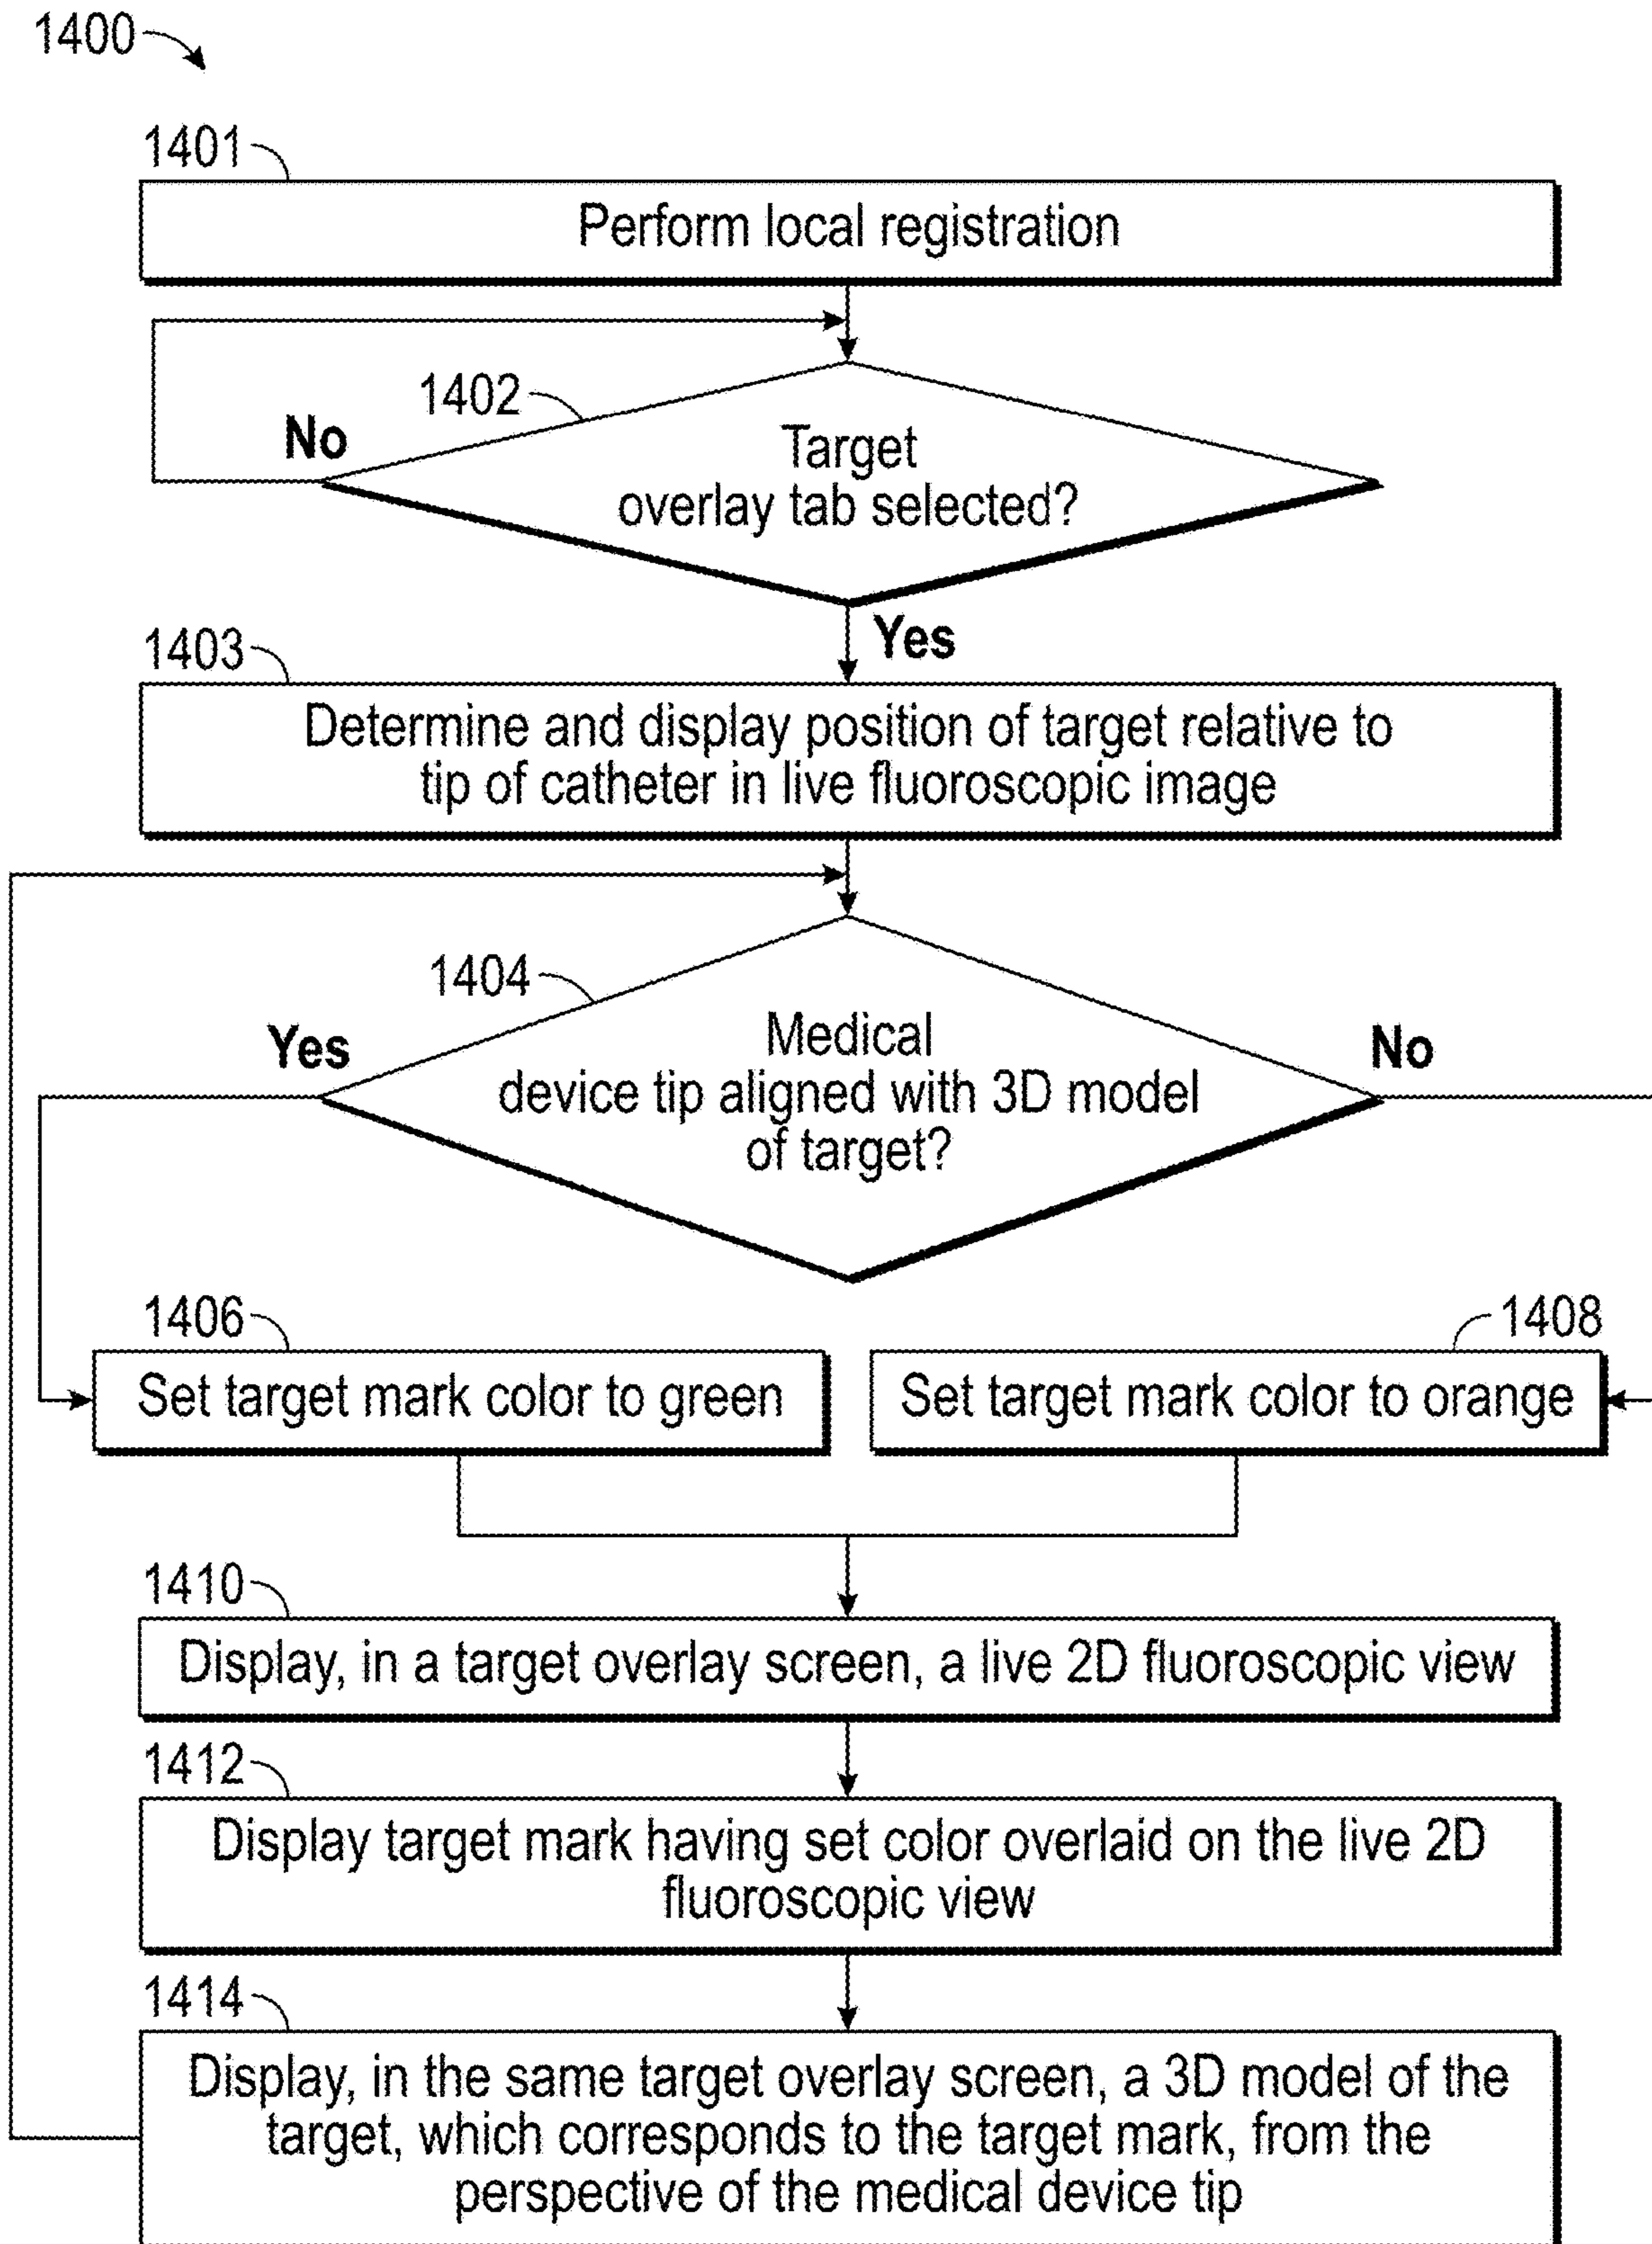 1400
1401
Perform local registration
1402
No
Target
overlay tab selected?
Yes
1403
Determine and display position of target relative to
tip of catheter in live fluoroscopic image
1404
Yes
No
Medical
device tip aligned with 3D model
of target?
1406
1408
Set target mark color to green
Set target mark color to orange
1410
Display, in a target overlay screen, a live 2D fluoroscopic view
1412
Display target mark having set color overlaid on the live 2D
fluoroscopic view
1414
Display, in the same target overlay screen, a 3D model of the
target, which corresponds to the target mark, from the
perspective of the medical device tip